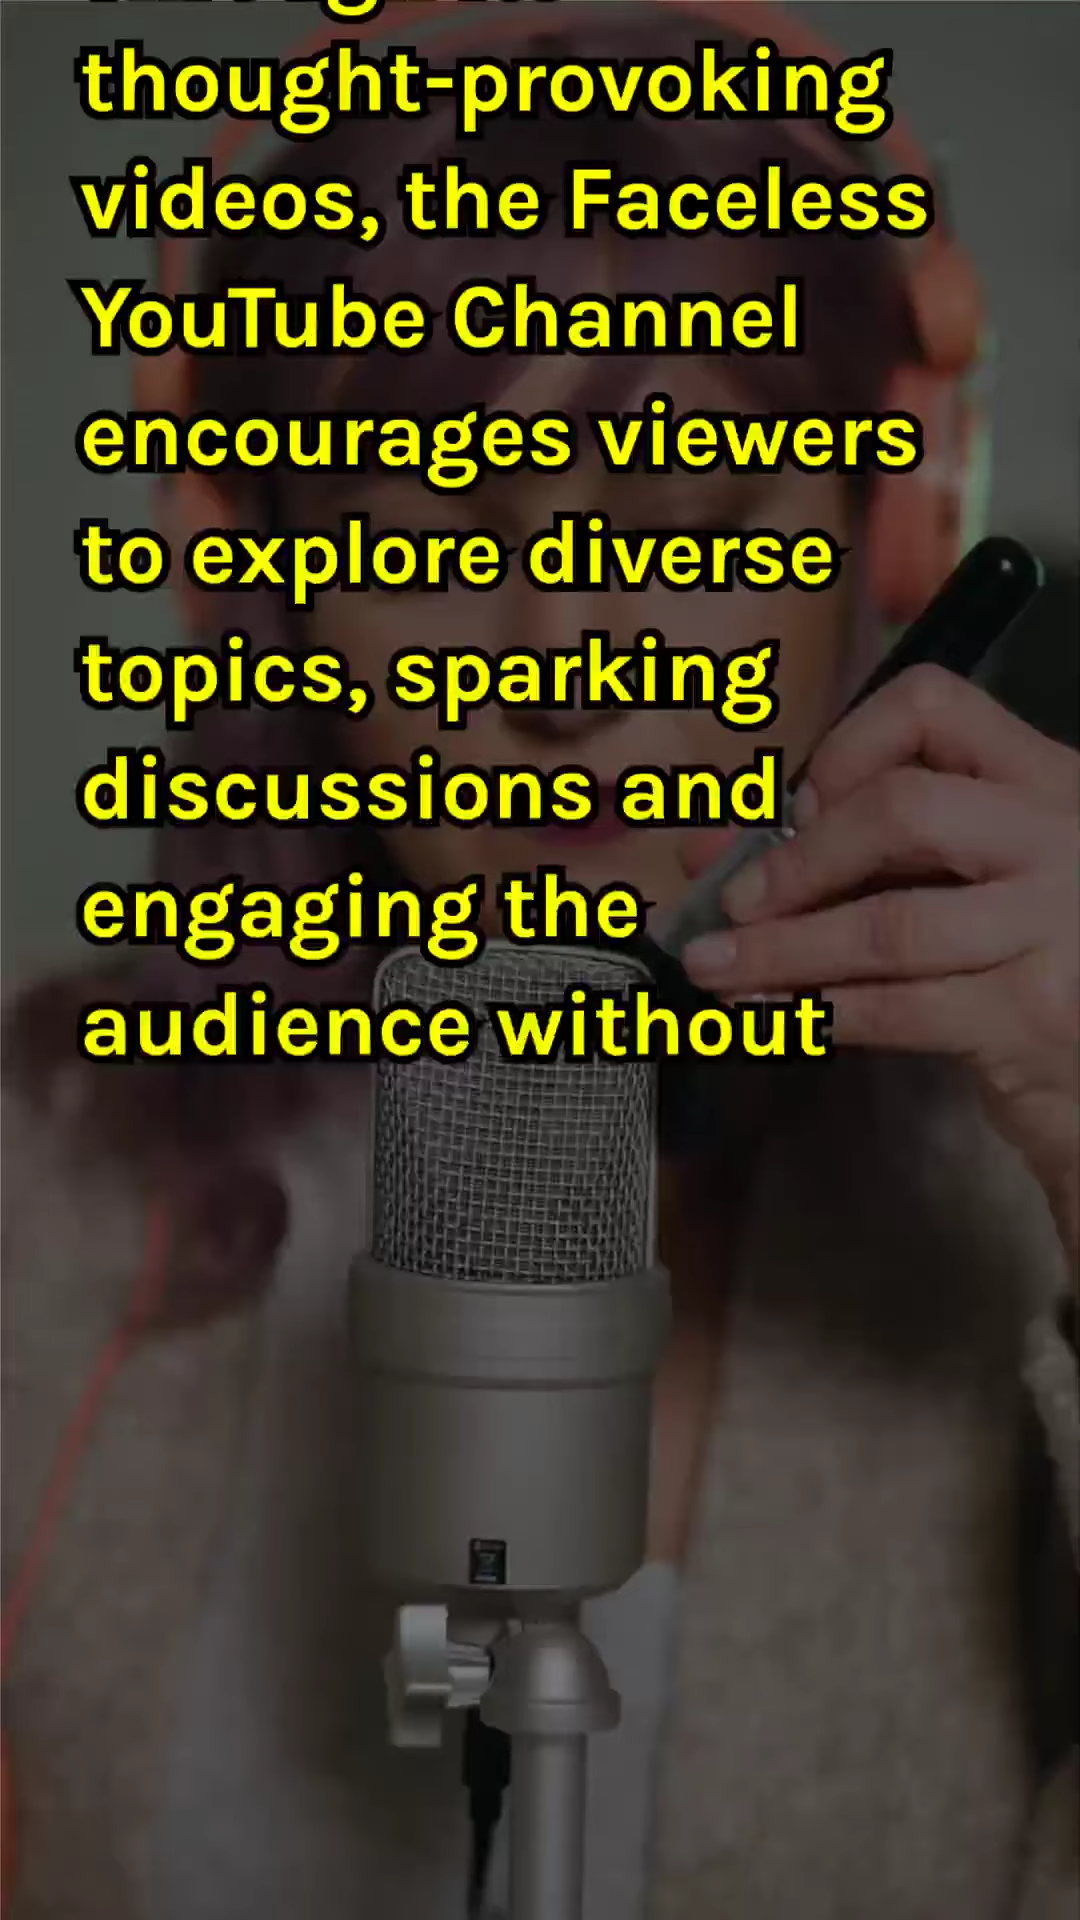 thought-provoking
videos, the Faceless
YouTube Channel
encourages viewers
to explore diverse
topics, sparking
discussions and
engaging the
audience without